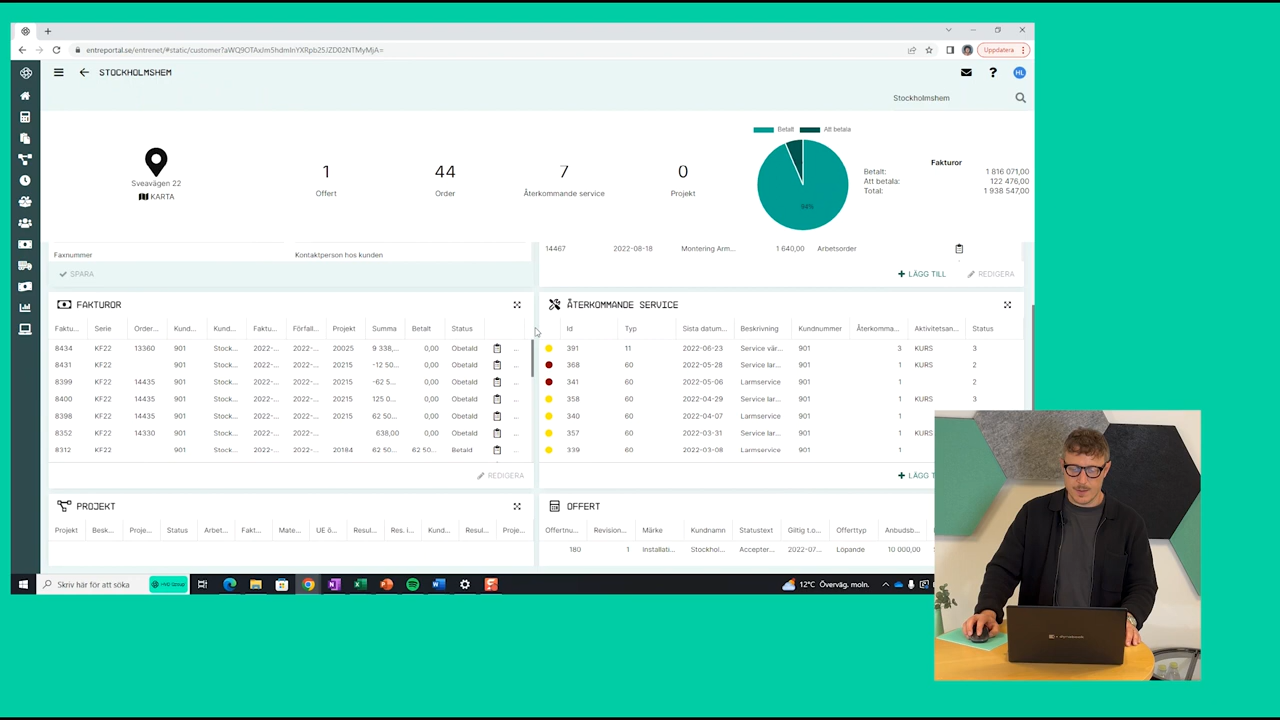 entreportal.se/entrenet/#static/customer?aWQ9OTAxJm5hdmlnYXRpb25JZD02NTMyMjA=
Uppdatera
STOCKHOLMSHEM
HL
Stockholmshem
Sveavägen 22
KARTA
1
Offert
44
Order
7
Återkommande service
0
Projekt
Betalt
Att betala
94%
Fakturor
Betalt: 1 816 071,00
Att betala: 122 476,00
Total: 1 938 547,00
Faxnummer
Kontaktperson hos kunden
SPARA
14467 2022-08-18 Montering Arm... 1 640,00 Arbetsorder
LÄGG TILL REDIGERA
FAKTUROR
Faktu... Serie Order... Kund... Kund... Faktu... Förfall... Projekt Summa Betalt Status
8434 KF22 13360 901 Stock... 2022-... 2022-... 20025 9 338,... 0,00 Obetald ...
8431 KF22 901 Stock... 2022-... 2022-... 20215 -12 50... 0,00 Obetald ...
8399 KF22 14435 901 Stock... 2022-... 2022-... 20215 -62 5... 0,00 Obetald ...
8400 KF22 14435 901 Stock... 2022-... 2022-... 20215 125 0... 0,00 Obetald ...
8398 KF22 14435 901 Stock... 2022-... 2022-... 20215 62 50... 0,00 Obetald ...
8352 KF22 14330 901 Stock... 2022-... 2022-... 638,00 0,00 Obetald ...
8312 KF22 901 Stock... 2022-... 2022-... 20184 62 50... 62 50... Betald ...
REDIGERA
ÅTERKOMMANDE SERVICE
Id Typ Sista datum... Beskrivning Kundnummer Återkomma... Aktivitetsan... Status
391 11 2022-06-23 Service vär... 901 3 KURS 3
368 60 2022-05-28 Service lar... 901 1 KURS 2
341 60 2022-05-06 Larmservice 901 1 2
358 60 2022-04-29 Service lar... 901 1 KURS 3
340 60 2022-04-07 Larmservice 901 1
357 60 2022-03-31 Service lar... 901 1 KURS
339 60 2022-03-08 Larmservice 901 1
LÄGG T
PROJEKT
Projekt Besk... Proje... Status Arbet... Fakt... Mate... UE ö... Resul... Res. i... Kund... Resul... Proje...
OFFERT
Offertnu... Revision... Märke Kundnamn Statustext Giltig t.o... Offerttyp Anbudsb...
180 1 Installati... Stockhol... Accepter... 2022-07... Löpande 10 000,00
Skriv här för att söka
12°C Överväg. moln.